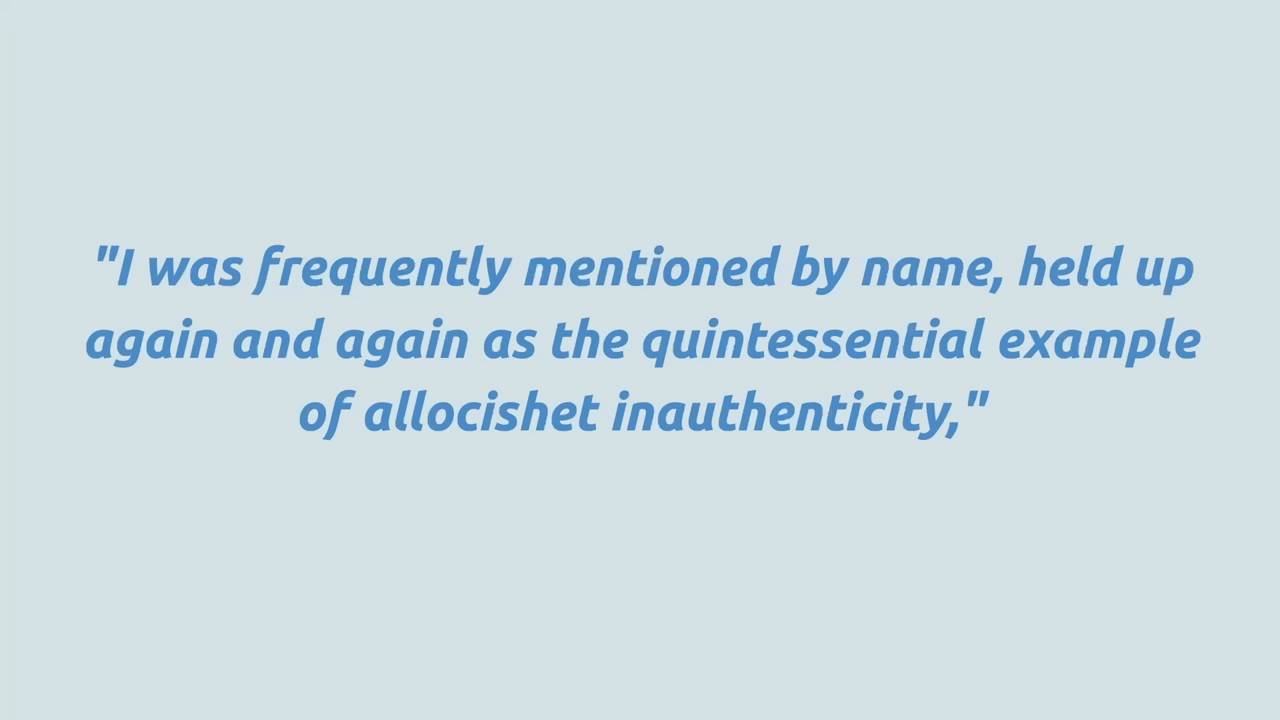 "I was frequently mentioned by name, held up
again and again as the quintessential example
of allocishet inauthenticity,"